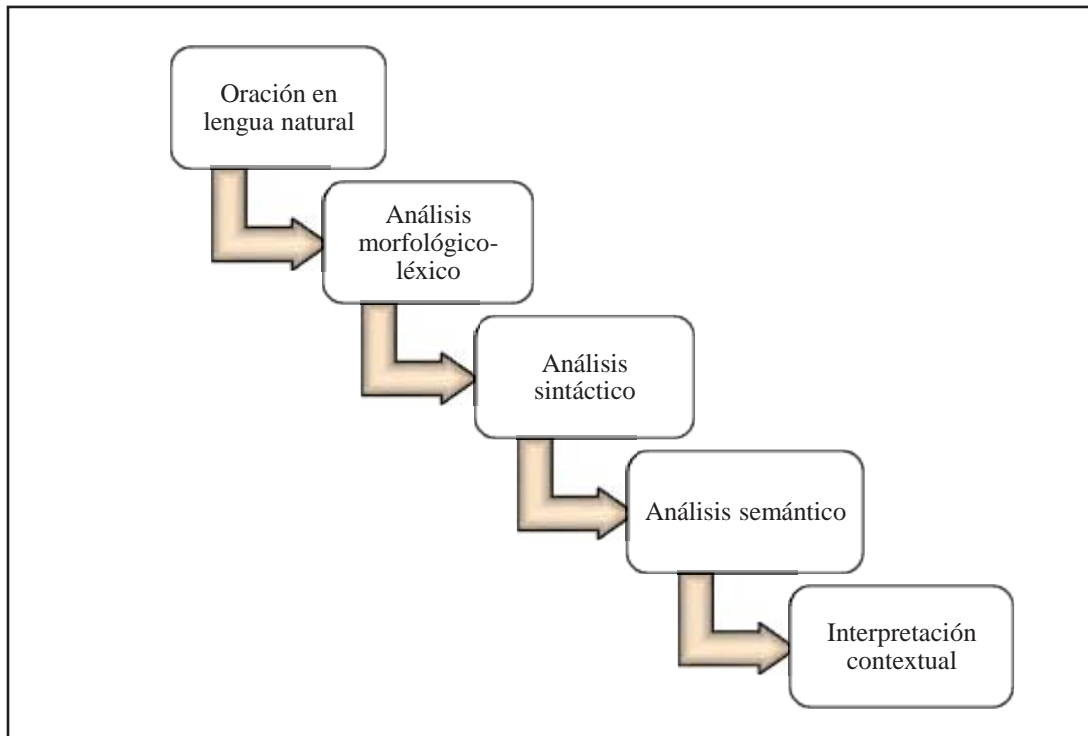 Oración en
lengua natural
Análisis
morfológico-
léxico
Análisis
sintáctico
Análisis semántico
Interpretación
contextual